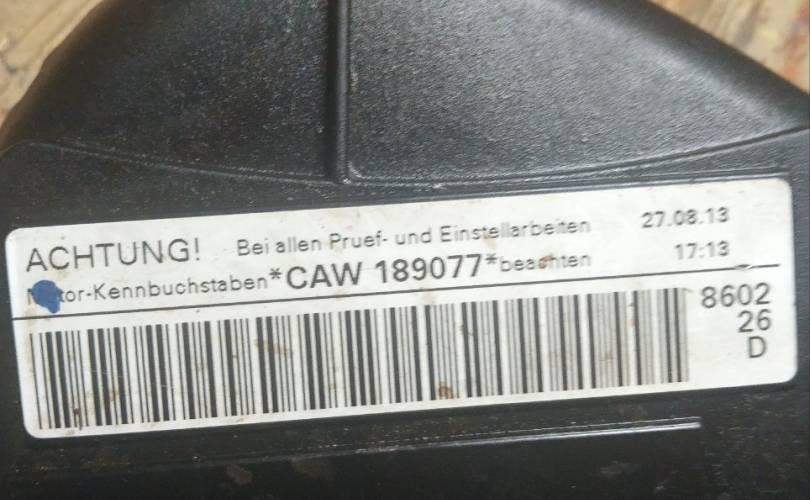 ACHTUNG! Bei allen Pruef- und Einstellarbeiten 27.08.13
Motor-Kennbuchstaben*CAW 189077*beachten 17:13
8602
26
D